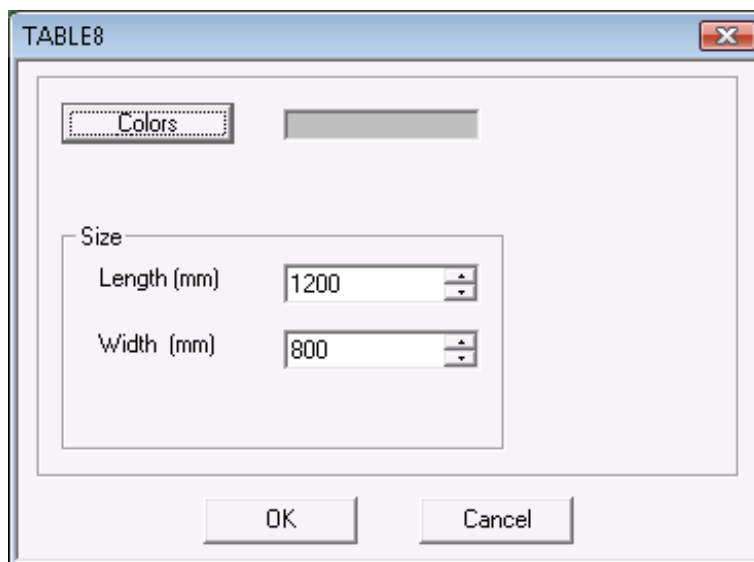 TABLE8
Colors
Size
Length (mm) 1200
Width (mm) 800
OK Cancel